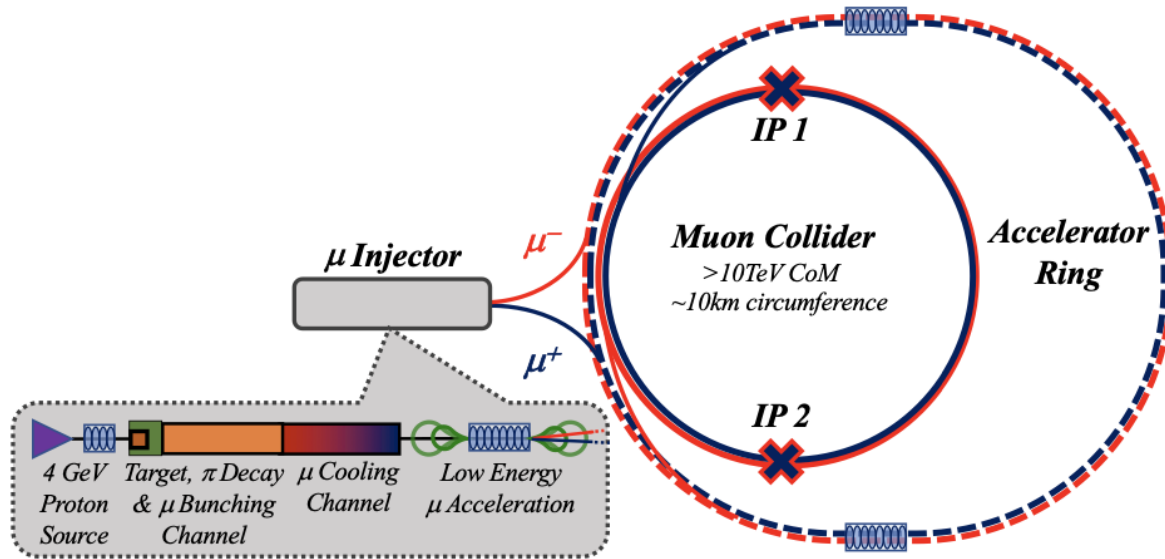 IP 1
μ Injector
μ⁻
μ⁺
Muon Collider
>10TeV CoM
~10km circumference
Accelerator
Ring
IP 2
4 GeV
Proton
Source
Target, π Decay
& μ Bunching
Channel
μ Cooling
Channel
Low Energy
μ Acceleration